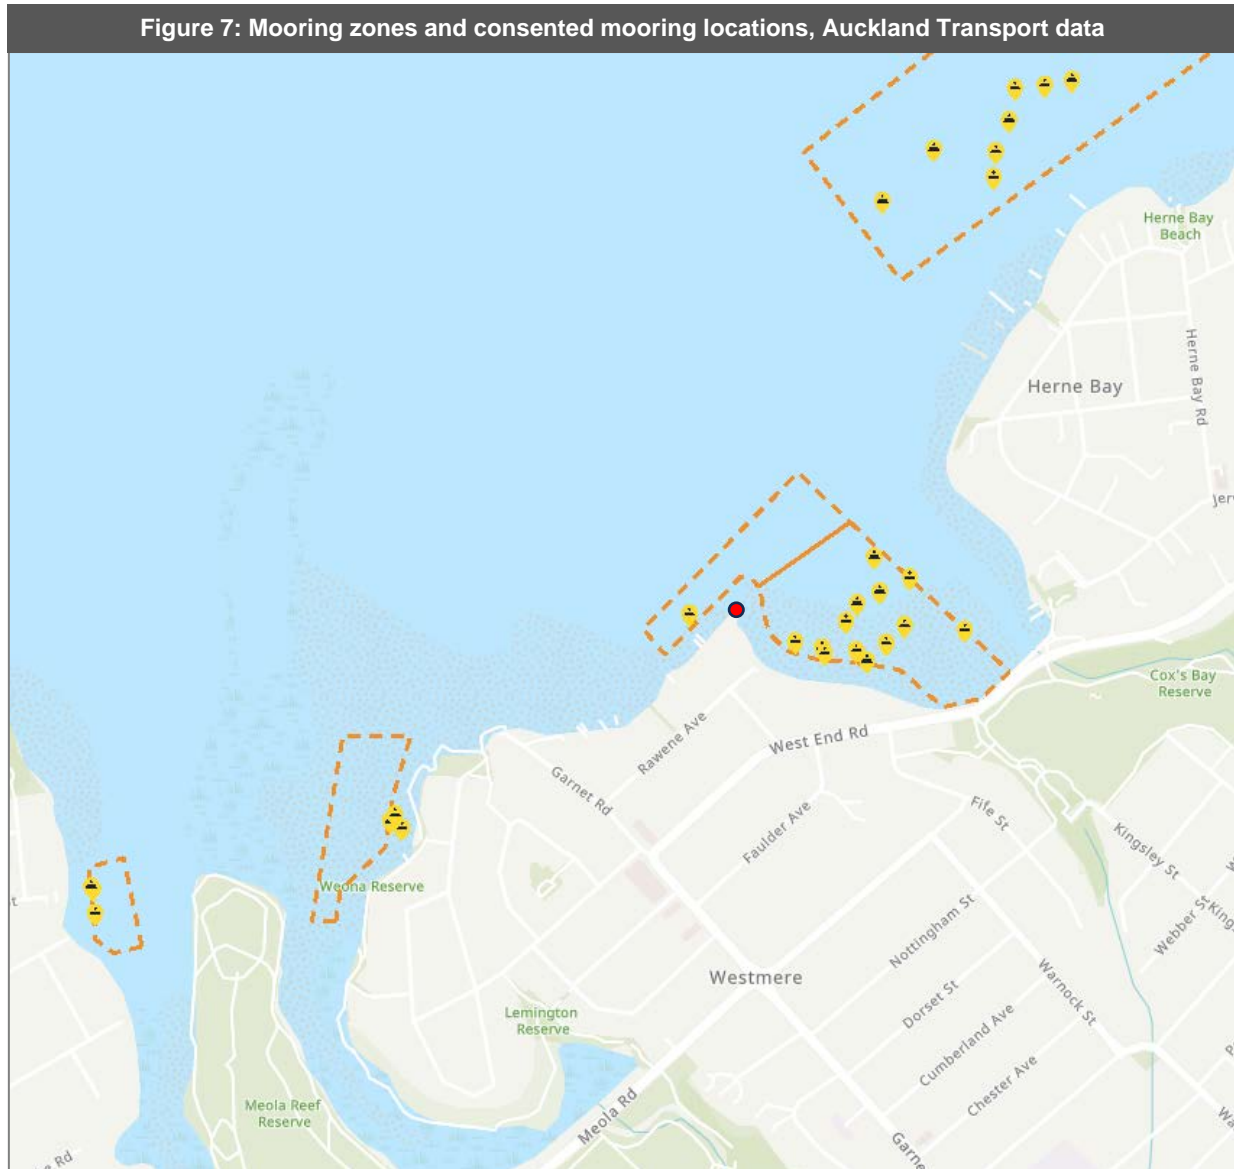 Figure 7: Mooring zones and consented mooring locations, Auckland Transport data
Herne Bay
Beach
Herne Bay Rd
Herne Bay
Cox's Bay
Reserve
Rawene Ave
West End Rd
Garnet Rd
Faulder Ave
Fife St
Kingsley St
Weona Reserve
Webber St
Nottingham St
Westmere
Warnock St
Dorset St
Lemington
Reserve
Cumberland Ave
Chester Ave
Meola Reef
Reserve
Meola Rd